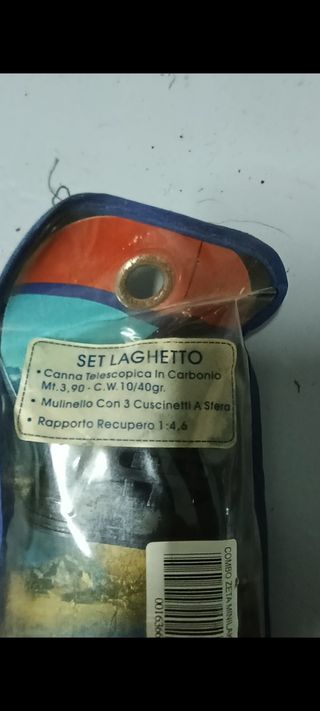 SET LAGHETTO
• Canna Telescopica In Carbonio
Mt.3,90 - C.W.10/40gr.
• Mulinello Con 3 Cuscinetti A Sfera
• Rapporto Recupero 1:4,6
COMBO ZETA